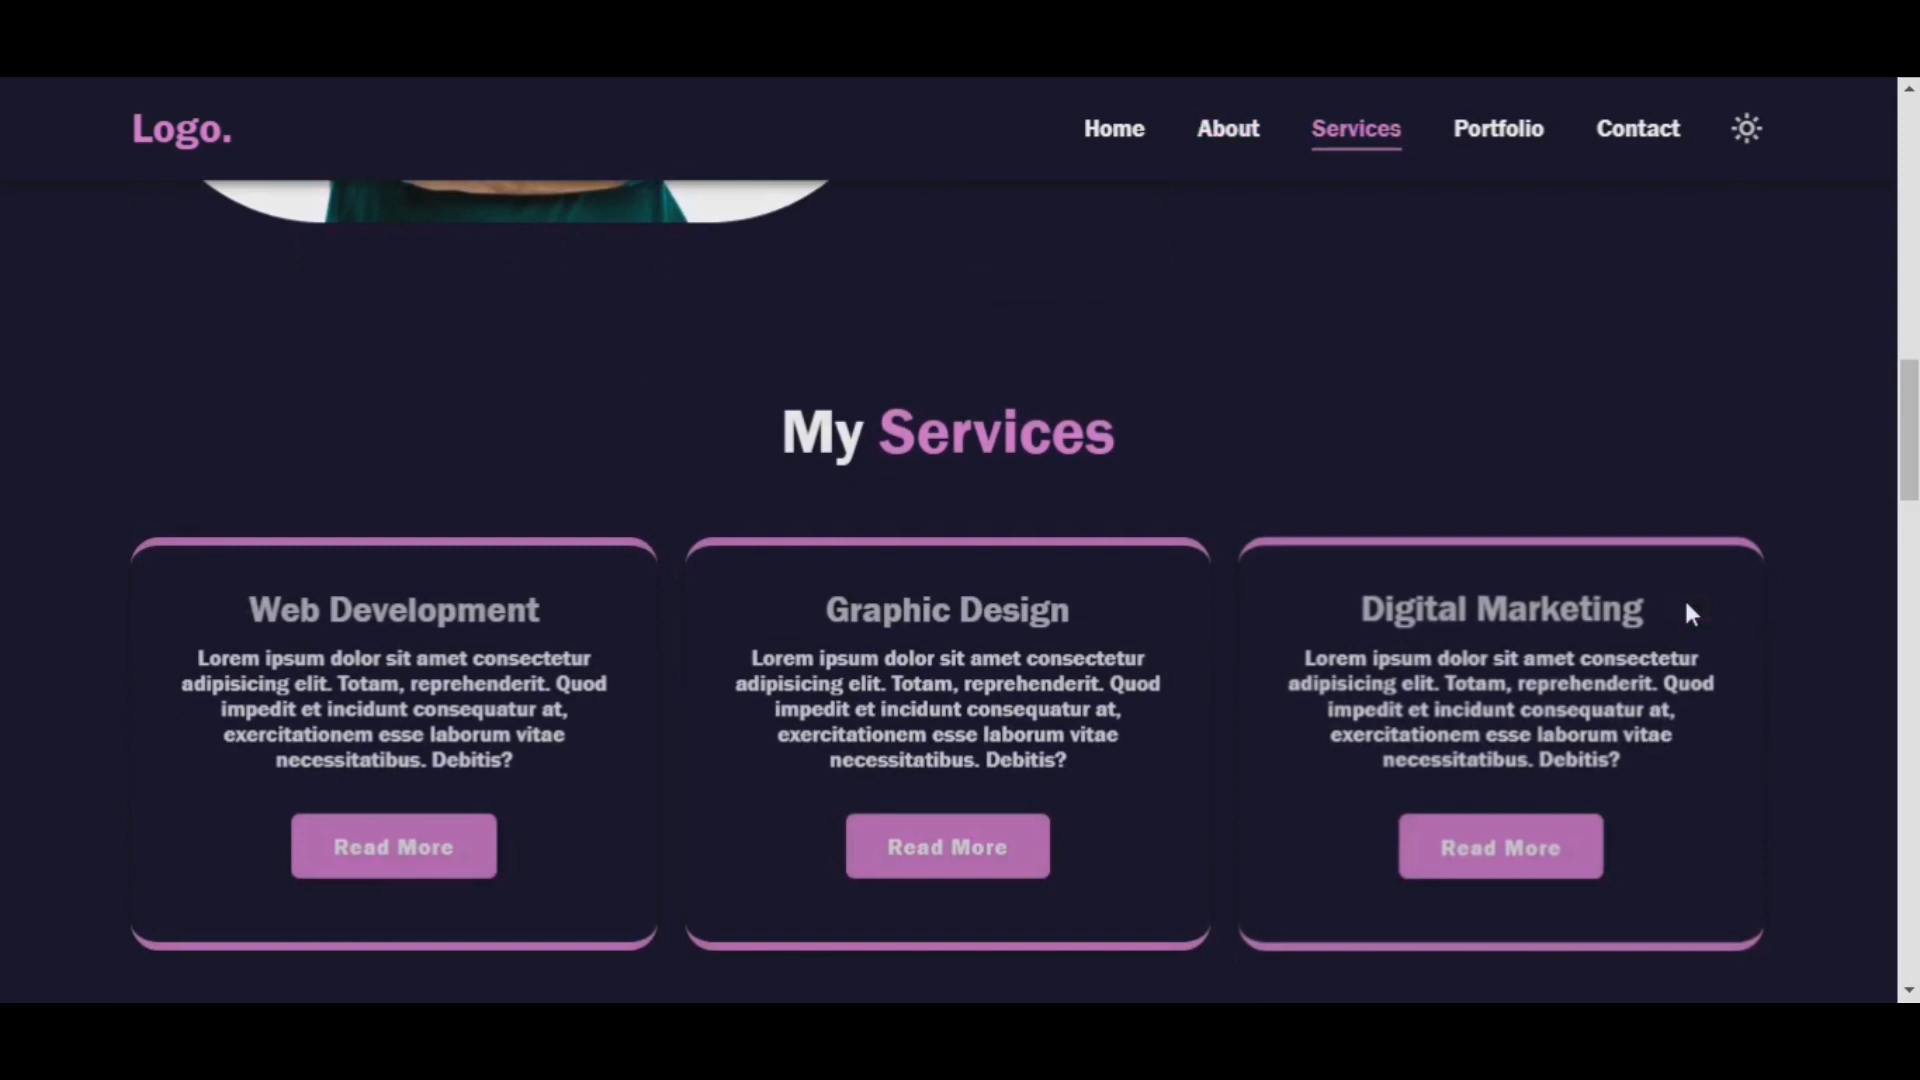 Logo.
Home About Services Portfolio Contact
My Services
Web Development
Lorem ipsum dolor sit amet consectetur
adipisicing elit. Totam, reprehenderit. Quod
impedit et incidunt consequatur at,
exercitationem esse laborum vitae
necessitatibus. Debitis?
Read More
Graphic Design
Lorem ipsum dolor sit amet consectetur
adipisicing elit. Totam, reprehenderit. Quod
impedit et incidunt consequatur at,
exercitationem esse laborum vitae
necessitatibus. Debitis?
Read More
Digital Marketing
Lorem ipsum dolor sit amet consectetur
adipisicing elit. Totam, reprehenderit. Quod
impedit et incidunt consequatur at,
exercitationem esse laborum vitae
necessitatibus. Debitis?
Read More